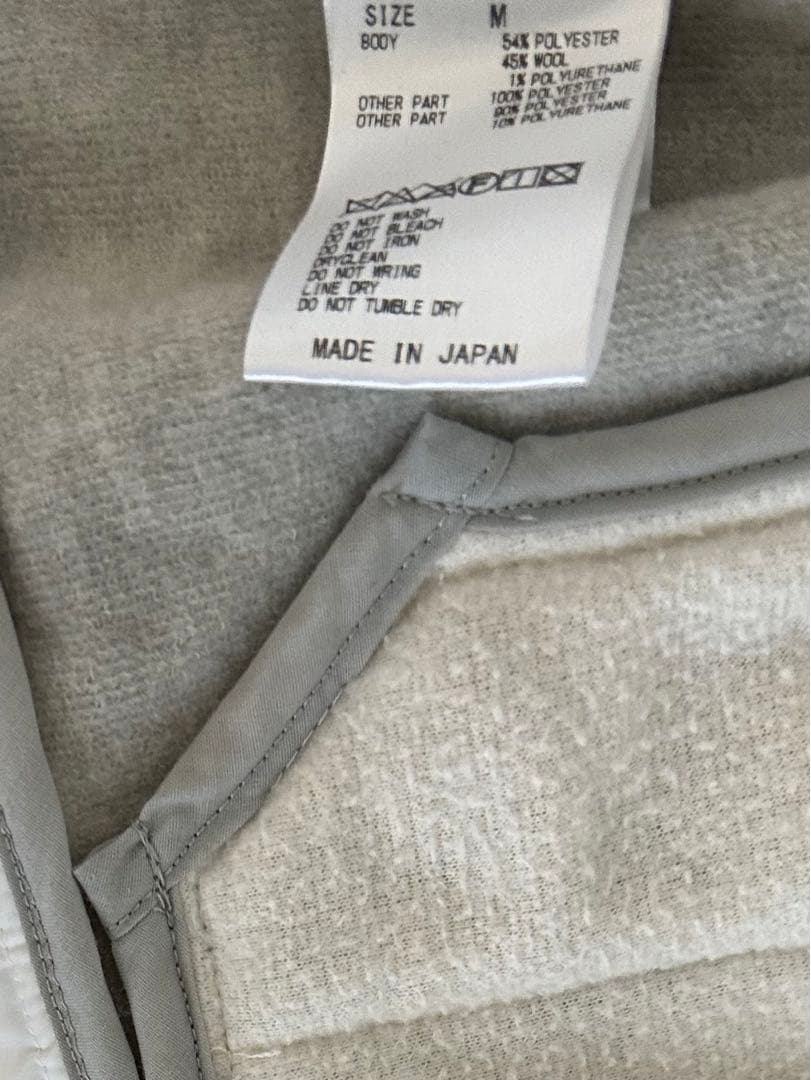 SIZE M
BODY 54% POLYESTER
45% WOOL
1% POLYURETHANE
OTHER PART 100% POLYESTER
OTHER PART 90% POLYESTER
10% POLYURETHANE
F
DO NOT WASH
DO NOT BLEACH
DO NOT IRON
DRYCLEAN
DO NOT WRING
LINE DRY
DO NOT TUMBLE DRY
MADE IN JAPAN